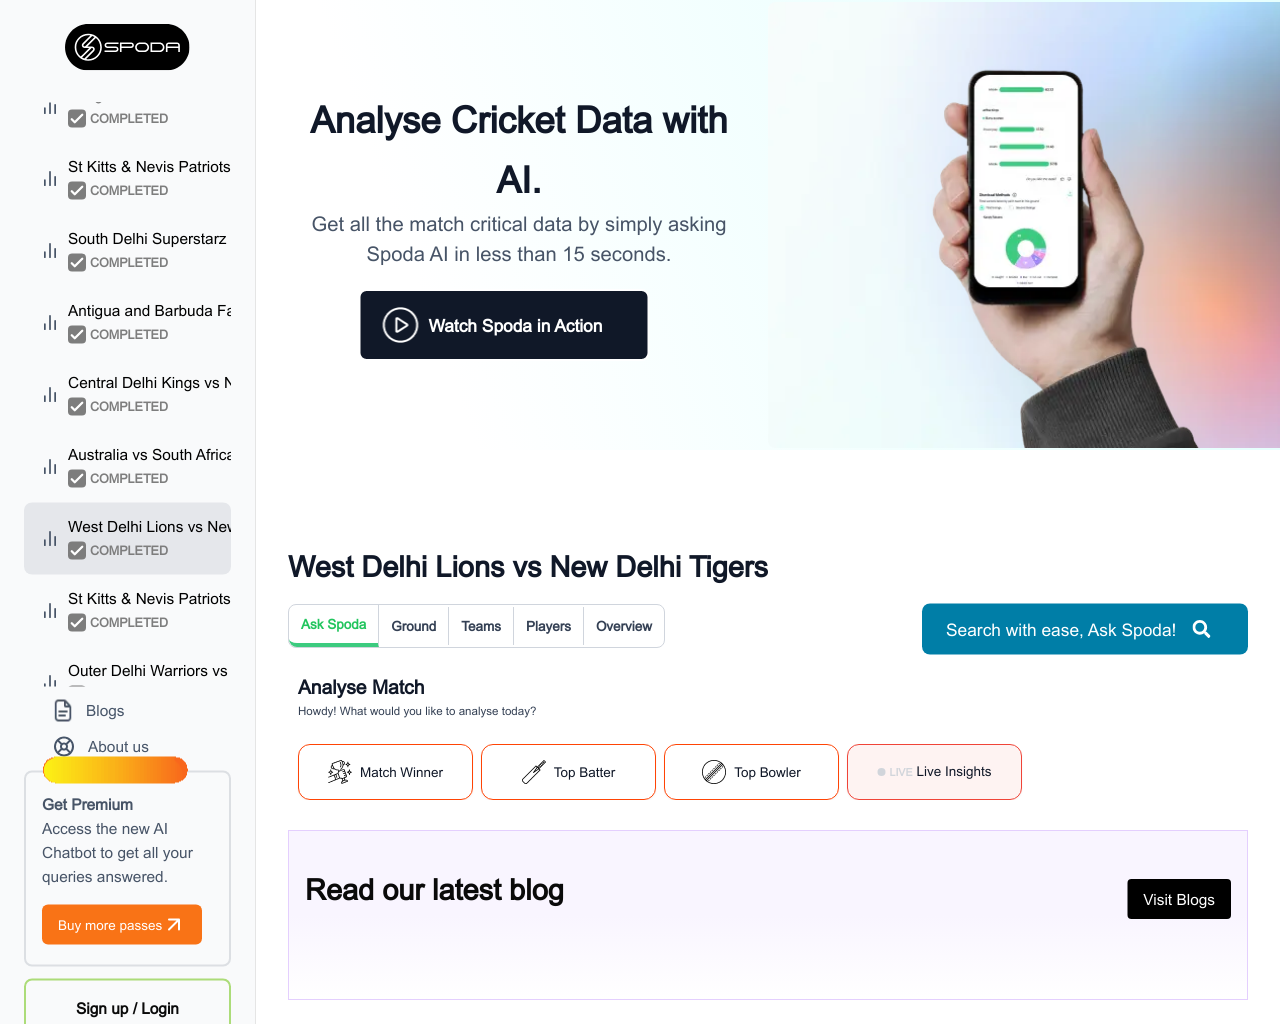 SPODA
COMPLETED
St Kitts & Nevis Patriots
COMPLETED
South Delhi Superstarz
COMPLETED
Antigua and Barbuda Fa
COMPLETED
Central Delhi Kings vs N
COMPLETED
Australia vs South Africa
COMPLETED
West Delhi Lions vs New
COMPLETED
St Kitts & Nevis Patriots
COMPLETED
Outer Delhi Warriors vs
Blogs
About us
Get Premium
Access the new AI
Chatbot to get all your
queries answered.
Buy more passes
Sign up / Login
Analyse Cricket Data with
AI.
Get all the match critical data by simply asking
Spoda AI in less than 15 seconds.
Watch Spoda in Action
West Delhi Lions vs New Delhi Tigers
Ask Spoda Ground Teams Players Overview
Search with ease, Ask Spoda!
Analyse Match
Howdy! What would you like to analyse today?
Match Winner Top Batter Top Bowler LIVE Live Insights
Read our latest blog
Visit Blogs